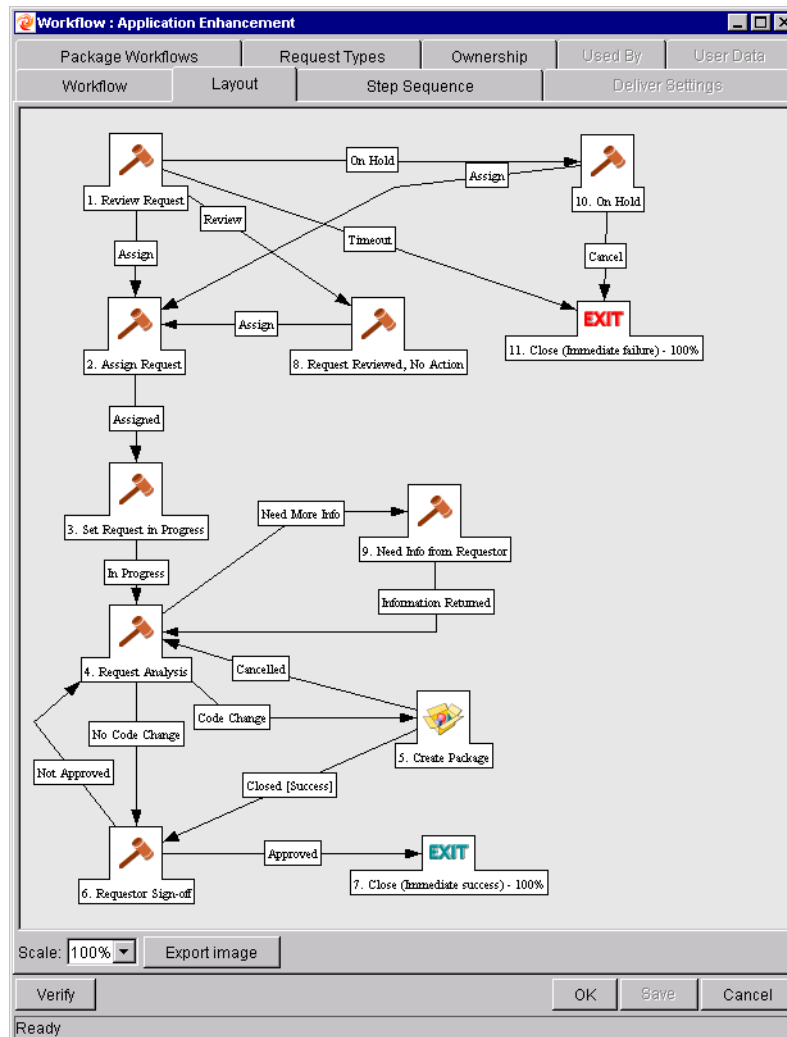 Workflow : Application Enhancement
Package Workflows
Request Types
Ownership
Used By
User Data
Workflow
Layout
Step Sequence
Deliver Settings
On Hold
Assign
1. Review Request
10. On Hold
Review
Timeout
Assign
Cancel
Assign
EXIT
2. Assign Request
8. Request Reviewed, No Action
11. Close (Immediate failure) - 100%
Assigned
Need More Info
3. Set Request in Progress
9. Need Info from Requestor
In Progress
Information Returned
4. Request Analysis
Cancelled
Code Change
No Code Change
5. Create Package
Not Approved
Closed [Success]
Approved
EXIT
6. Requestor Sign-off
7. Close (Immediate success) - 100%
Scale: 100%
Export image
Verify
OK
Save
Cancel
Ready